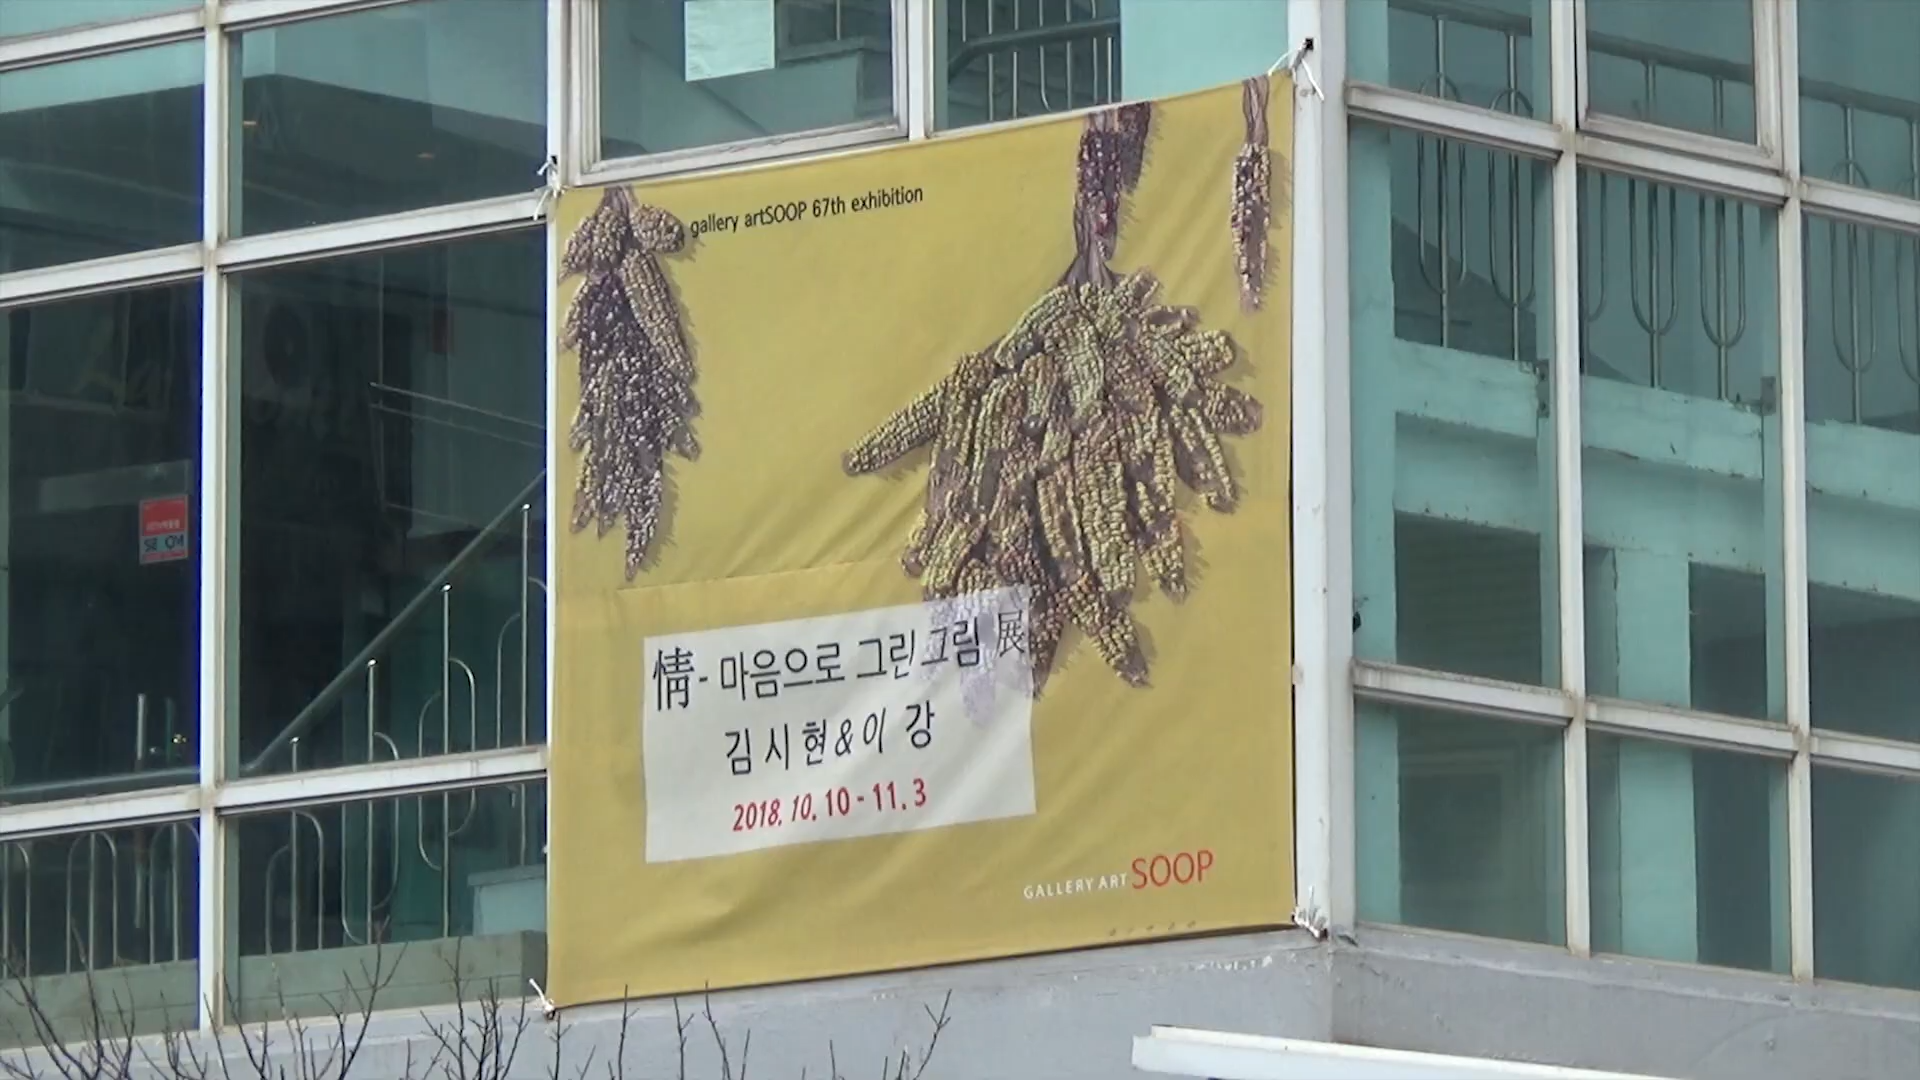 gallery artSOOP 67th exhibition
情-마음으로 그린 그림 展
김 시 현 & 이 강
2018. 10. 10 - 11. 3
GALLERY ART SOOP